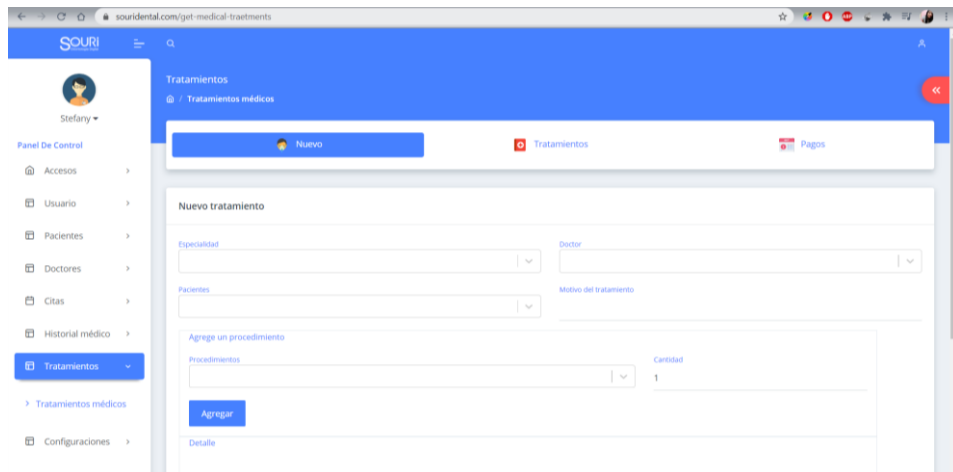 souridental.com/get-medical-traetments
SOURI
Stefany
Panel De Control
Accesos
Usuario
Pacientes
Doctores
Citas
Historial médico
Tratamientos
Tratamientos médicos
Configuraciones
Tratamientos
/ Tratamientos médicos
Nuevo
Tratamientos
Pagos
Nuevo tratamiento
Especialidad
Doctor
Pacientes
Motivo del tratamiento
Agrege un procedimiento
Procedimientos
Cantidad
1
Agregar
Detalle